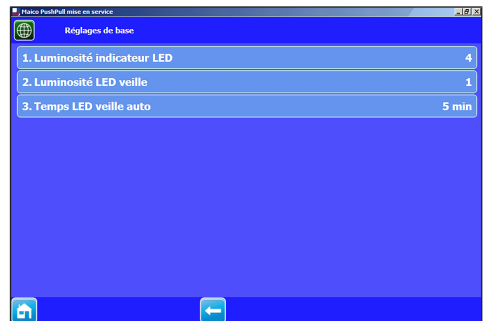 Maico PushPull mise en service
Réglages de base
1. Luminosité indicateur LED 4
2. Luminosité LED veille 1
3. Temps LED veille auto 5 min